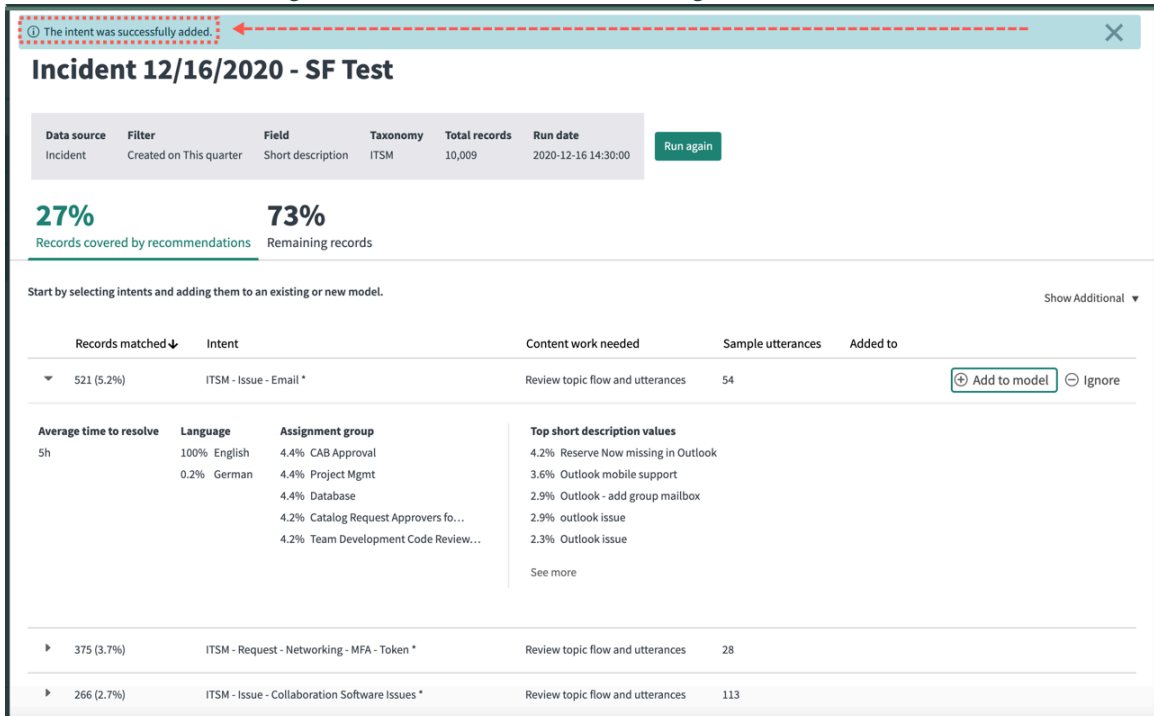 The intent was successfully added.
Incident 12/16/2020 - SF Test
Data source Filter Field Taxonomy Total records Run date
Incident Created on This quarter Short description ITSM 10,009 2020-12-16 14:30:00
Run again
27% 73%
Records covered by recommendations Remaining records
Start by selecting intents and adding them to an existing or new model.
Show Additional
Records matched Intent Content work needed Sample utterances Added to
521 (5.2%) ITSM - Issue - Email * Review topic flow and utterances 54 Add to model Ignore
Average time to resolve Language Assignment group Top short description values
5h 100% English 4.4% CAB Approval 4.2% Reserve Now missing in Outlook
0.2% German 4.4% Project Mgmt 3.6% Outlook mobile support
4.4% Database 2.9% Outlook - add group mailbox
4.2% Catalog Request Approvers fo... 2.9% outlook issue
4.2% Team Development Code Review... 2.3% Outlook issue
See more
375 (3.7%) ITSM - Request - Networking - MFA - Token * Review topic flow and utterances 28
266 (2.7%) ITSM - Issue - Collaboration Software Issues * Review topic flow and utterances 113